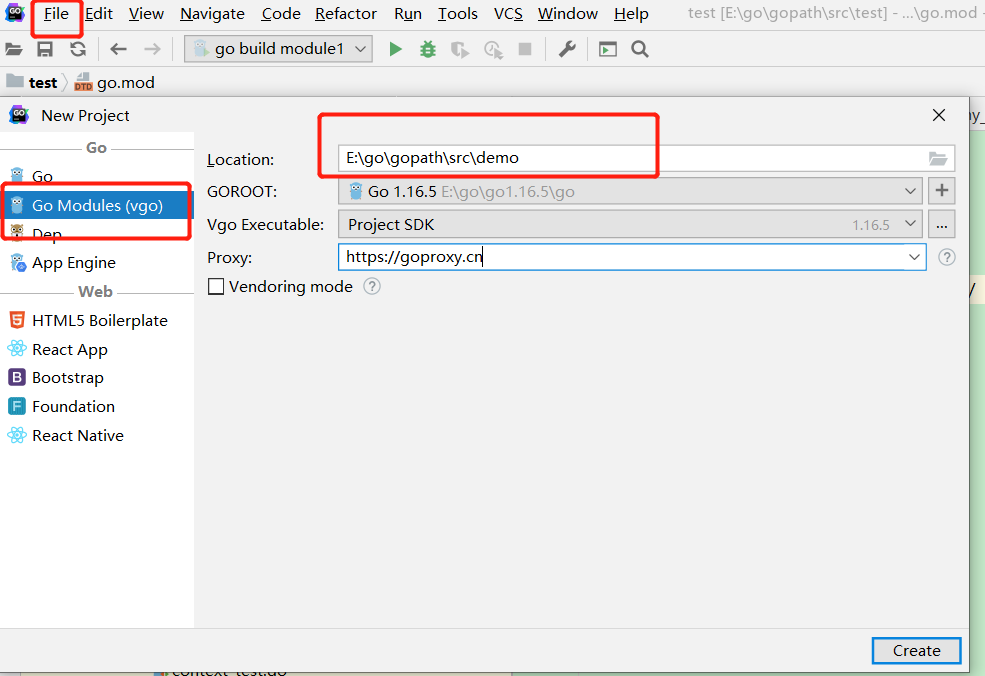 File Edit View Navigate Code Refactor Run Tools VCS Window Help test [E:\go\gopath\src\test] - ...\go.mod -
go build module1
test go.mod
New Project
Go
Go
Go Modules (vgo)
Dep
App Engine
Web
HTML5 Boilerplate
React App
Bootstrap
Foundation
React Native
Location: E:\go\gopath\src\demo
GOROOT: Go 1.16.5 E:\go\go1.16.5\go
Vgo Executable: Project SDK 1.16.5 ...
Proxy: https://goproxy.cn
Vendoring mode
Create